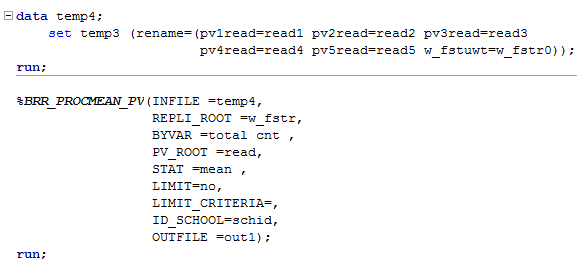 data temp4;
set temp3 (rename=(pv1read=read1 pv2read=read2 pv3read=read3
pv4read=read4 pv5read=read5 w_fstuwt=w_fstr0));
run;
%BRR_PROCMEAN_PV(INFILE =temp4,
REPLI_ROOT =w_fstr,
BYVAR =total cnt ,
PV_ROOT =read,
STAT =mean ,
LIMIT=no,
LIMIT_CRITERIA=,
ID_SCHOOL=schid,
OUTFILE =out1);
run;